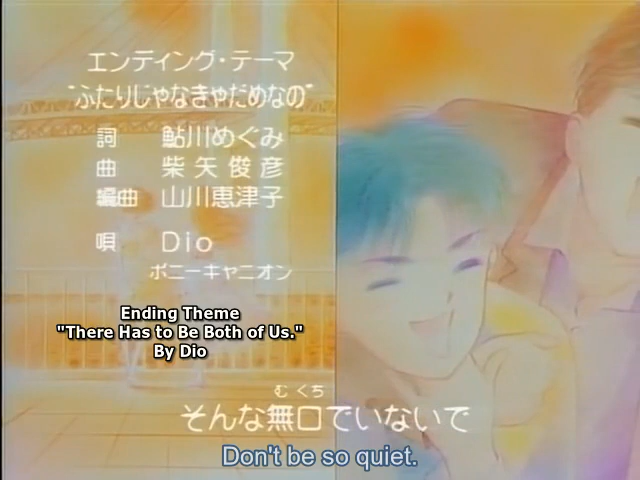 エンディング・テーマ
"ふたりじゃなきゃだめなの"
詞 鮎川めぐみ
曲 柴矢俊彦
編曲 山川恵津子
唄 Dio
ポニーキャニオン
Ending Theme
"There Has to Be Both of Us."
By Dio
むくち
そんな無口でいないで
Don't be so quiet.